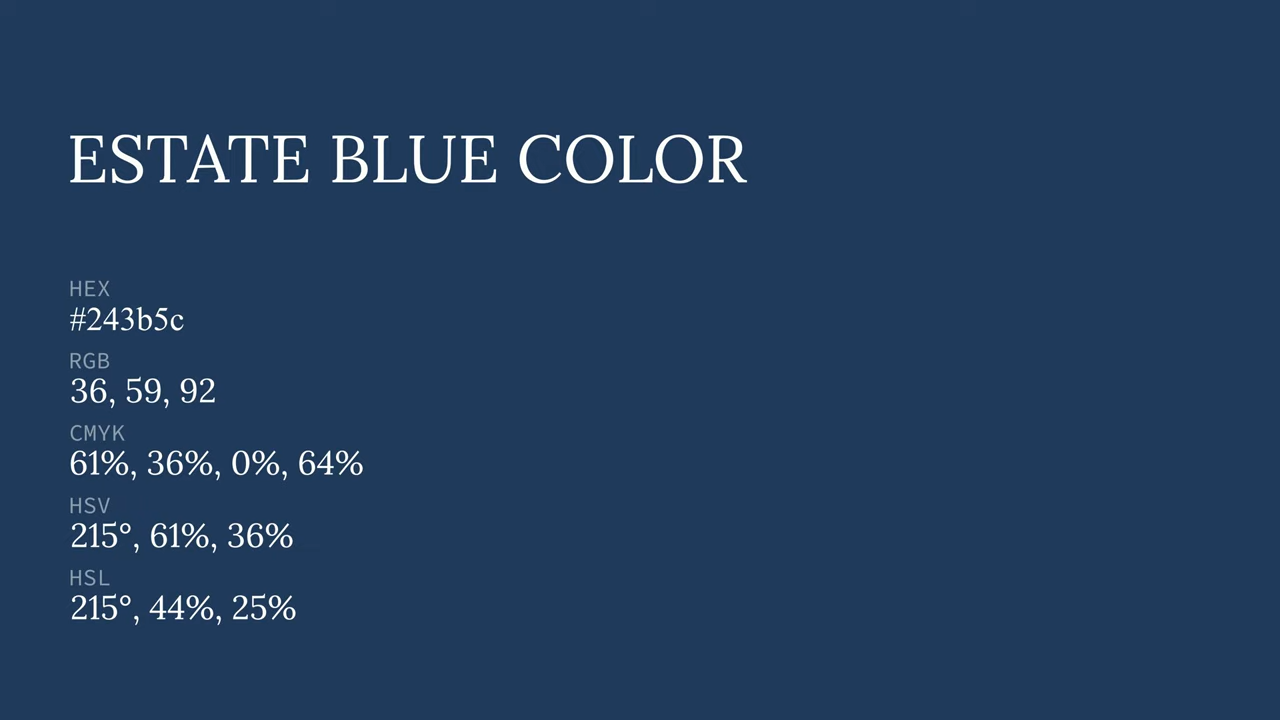 ESTATE BLUE COLOR
HEX
#243b5c
RGB
36, 59, 92
CMYK
61%, 36%, 0%, 64%
HSV
215°, 61%, 36%
HSL
215°, 44%, 25%